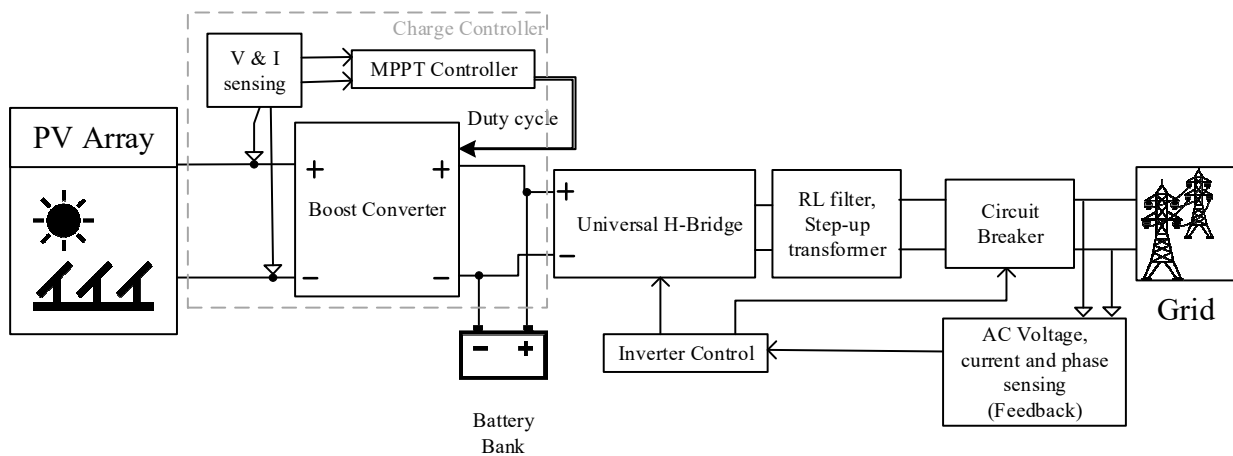 Charge Controller
V & I
sensing
MPPT Controller
Duty cycle
PV Array
+
+
Boost Converter
−
−
+
−
Universal H-Bridge
RL filter,
Step-up
transformer
Circuit
Breaker
Grid
− +
Battery
Bank
Inverter Control
AC Voltage,
current and phase
sensing
(Feedback)